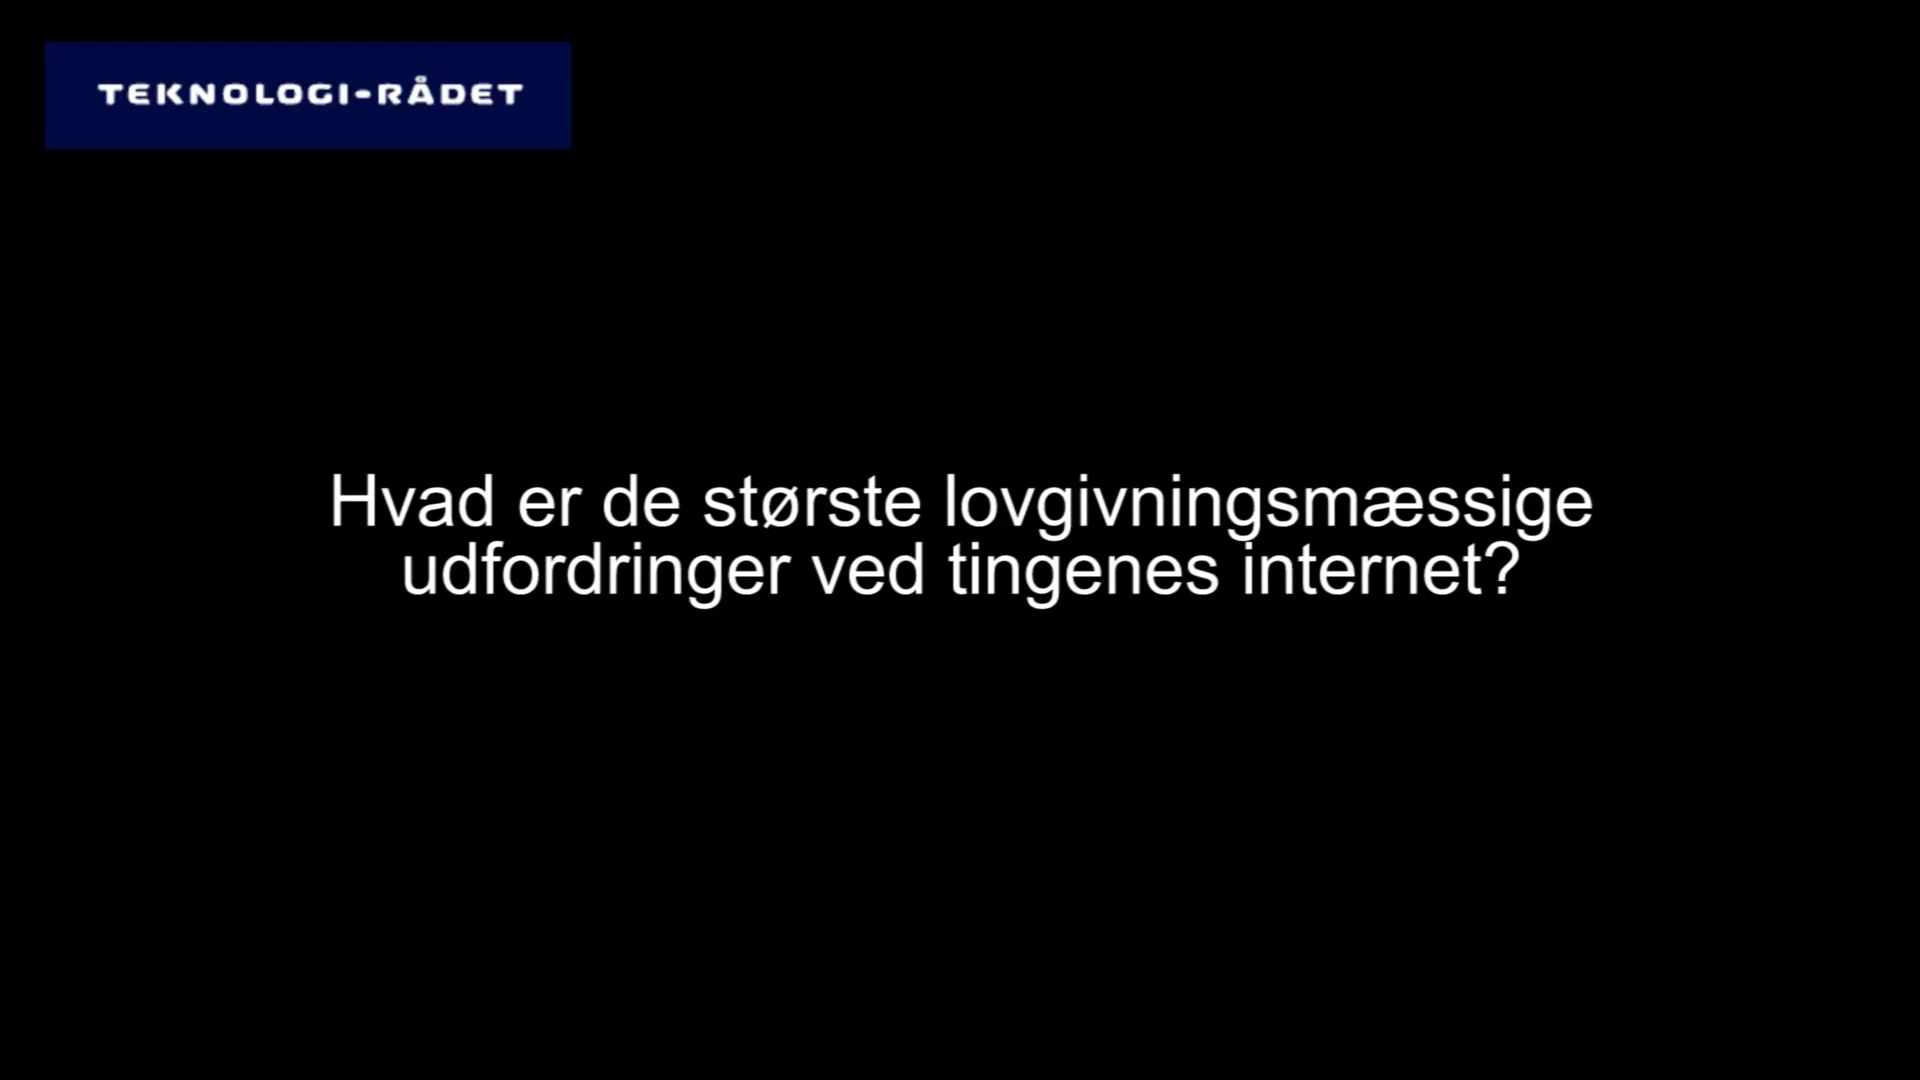 TEKNOLOGI-RÅDET
Hvad er de største lovgivningsmæssige
udfordringer ved tingenes internet?